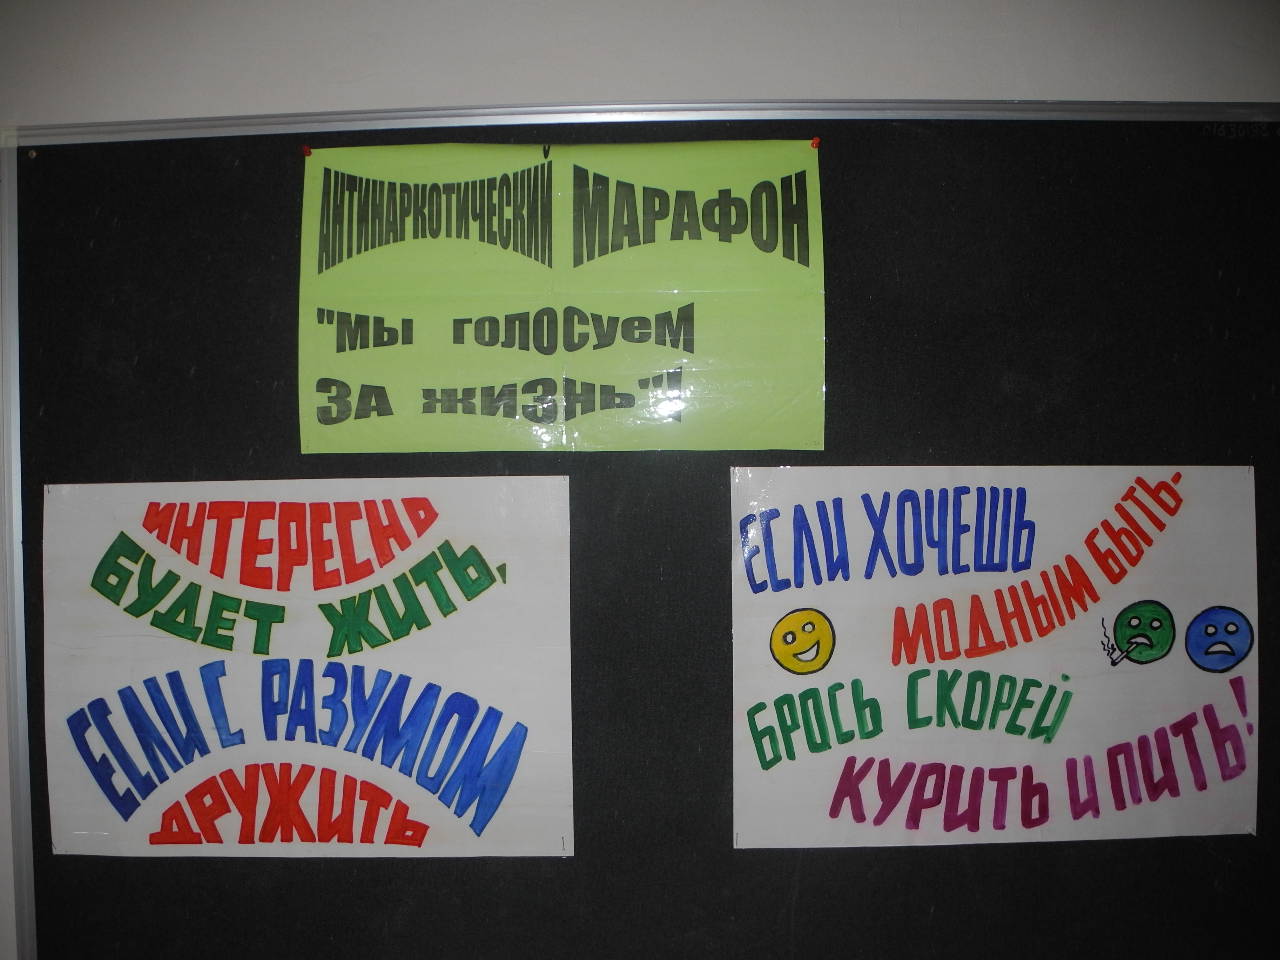 АНТИНАРКОТИЧЕСКИЙ МАРАФОН
"МЫ ГОЛОСУЕМ
ЗА ЖИЗНЬ"!
ИНТЕРЕСНО
БУДЕТ ЖИТЬ,
ЕСЛИ С РАЗУМОМ
ДРУЖИТЬ
ЕСЛИ ХОЧЕШЬ
МОДНЫМ БЫТЬ-
БРОСЬ СКОРЕЙ
КУРИТЬ И ПИТЬ!